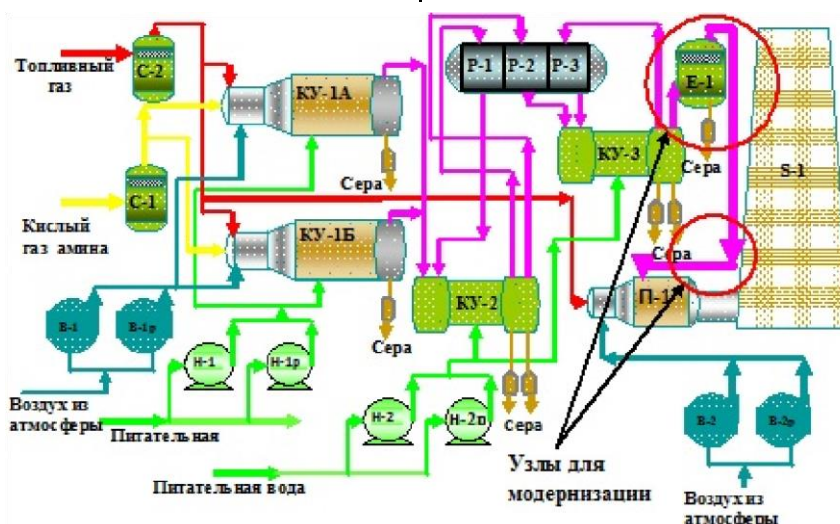 Топливный
газ
С-2
КУ-1А
Р-1
Р-2
Р-3
Е-1
КУ-3
Сера
S-1
Сера
С-1
Кислый
газ амина
КУ-1Б
Сера
КУ-2
П-1
В-1
В-1р
Сера
Н-1
Н-1р
Воздух из
атмосферы
Питательная
Н-2
Н-2п
Сера
В-2
В-2р
Питательная вода
Узлы для
модернизации
Воздух из
атмосферы